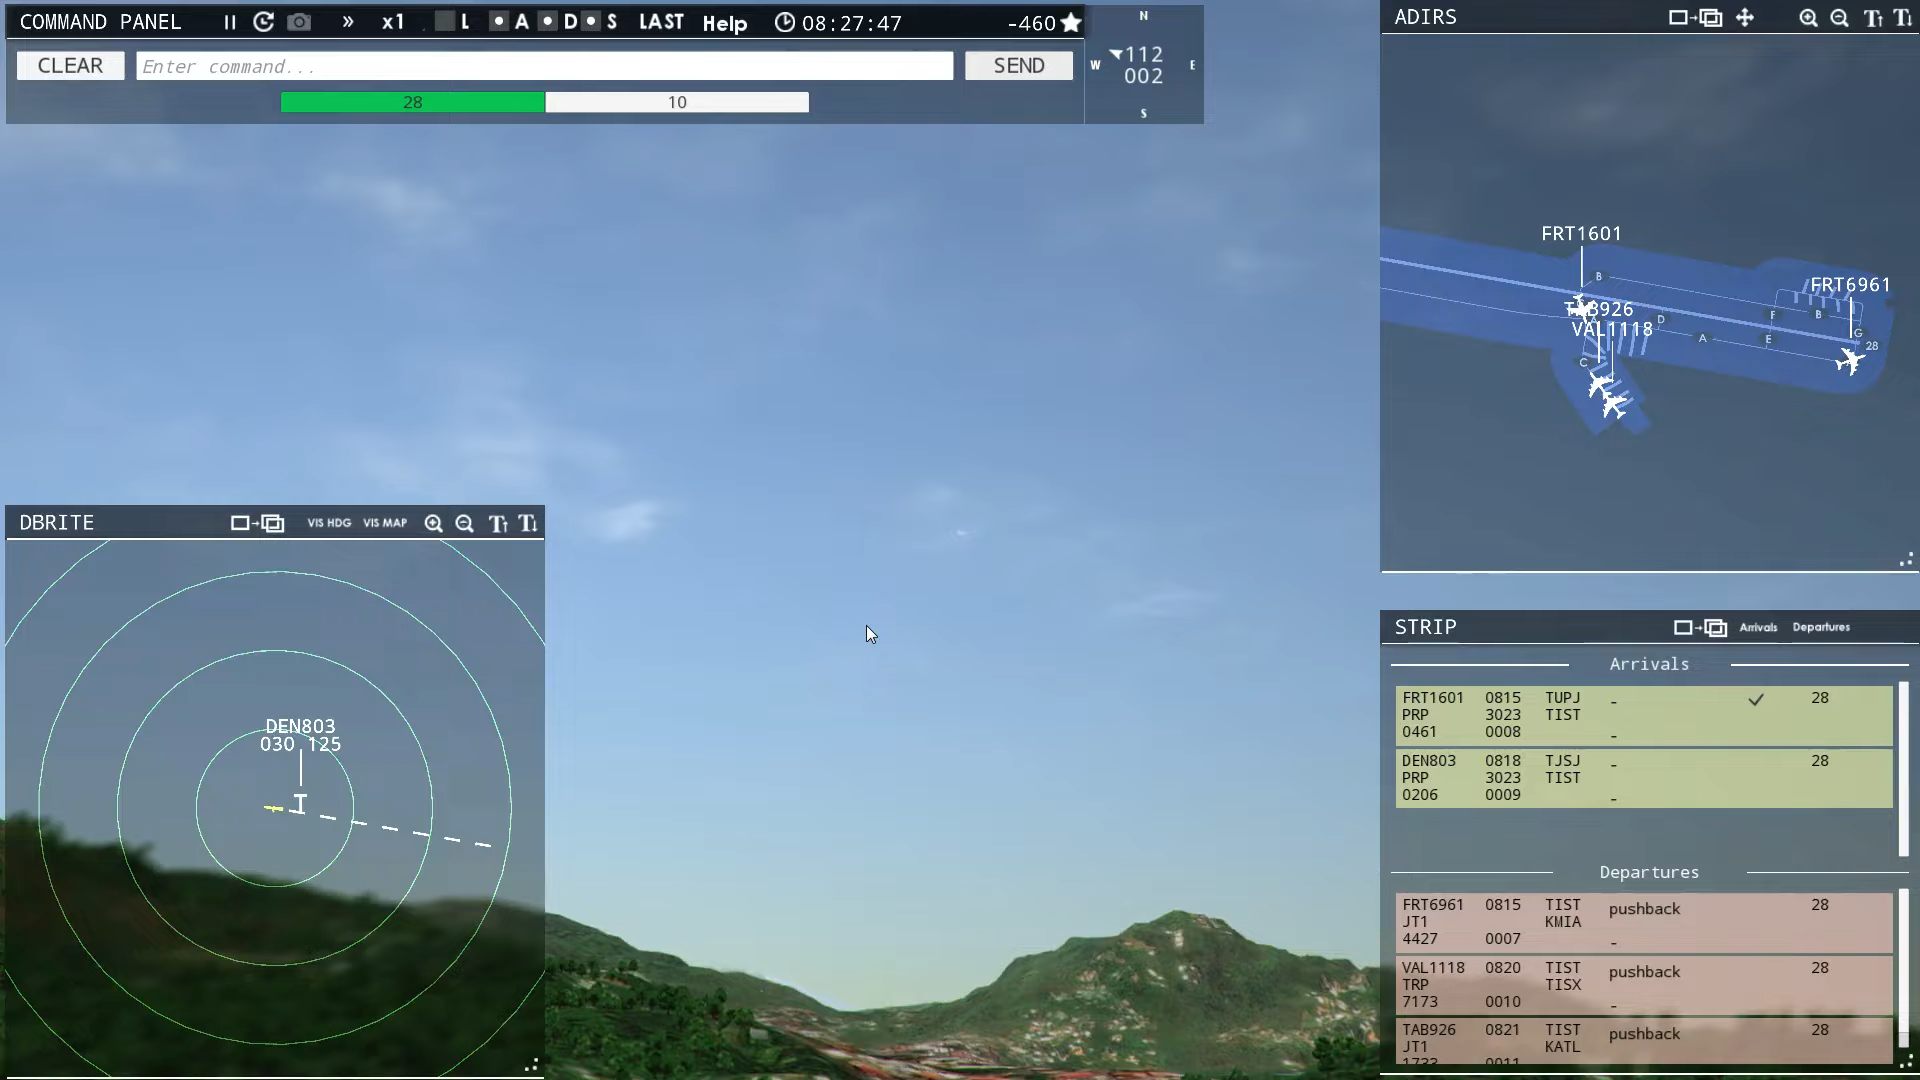 COMMAND PANEL
» x1 L A D S LAST Help 08:27:47 -460
CLEAR Enter command... SEND
28 10
N
W 112 E
002
S
ADIRS
FRT1601
B
FRT6961
TAB926
VAL1118
D
F
B
G
28
A
E
C
DBRITE VIS HDG VIS MAP
DEN803
030 125
STRIP Arrivals Departures
Arrivals
FRT1601 0815 TUPJ - 28
PRP 3023 TIST
0461 0008 -
DEN803 0818 TJSJ - 28
PRP 3023 TIST
0206 0009 -
Departures
FRT6961 0815 TIST pushback 28
JT1 KMIA
4427 0007 -
VAL1118 0820 TIST pushback 28
TRP TISX
7173 0010 -
TAB926 0821 TIST pushback 28
JT1 KATL
1733 0011